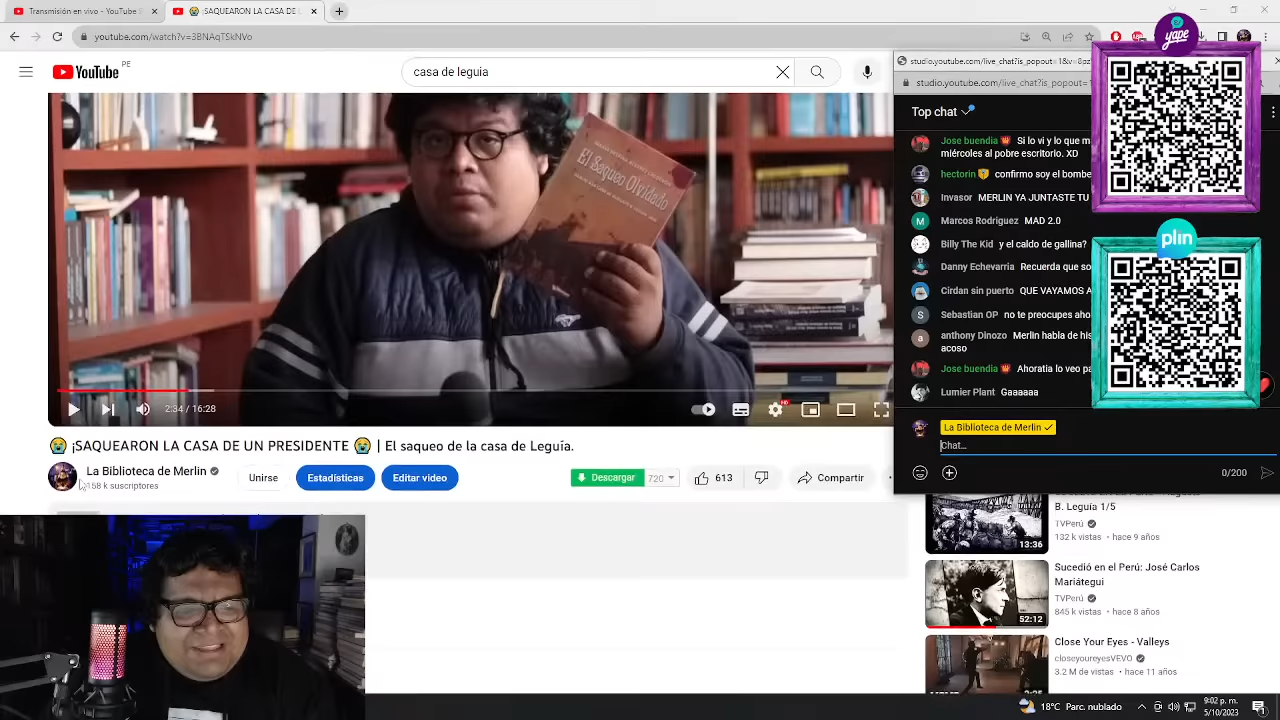 Transmisión en vivo - YouTube
😭 ¡SAQUEARON LA CASA DE
youtube.com/watch?v=3BNAqTSkNVo
YouTube PE
casa de leguia
El Saqueo Olvidado
2:34 / 16:28
HD
😭 ¡SAQUEARON LA CASA DE UN PRESIDENTE 😭 | El saqueo de la casa de Leguía.
La Biblioteca de Merlin
158 k suscriptores
Unirse
Estadísticas
Editar video
Descargar
720
613
Compartir
studio.youtube.com/live_chat?is_popout=1&v=
studio.youtube.com/live_chat?is_popout=1
Top chat
Jose buendia Si lo vi y lo que m
miércoles al pobre escritorio. XD
hectorin confirmo soy el pombe
Invasor MERLIN YA JUNTASTE TU
Marcos Rodriguez MAD 2.0
Billy The Kid y el caldo de gallina?
Danny Echevarria Recuerda que so
Círdan sin puerto QUE VAYAMOS A
Sebastian OP no te preocupes aho
anthony Dinozo Merlin habla de his
acoso
Jose buendia Ahoratia lo veo pa
Lumier Plant Gaaaaaa
La Biblioteca de Merlin
Chat...
0/200
yape
plin
B. Leguía 1/5
TVPerú
132 k vistas • hace 9 años
13:36
Sucedió en el Perú: José Carlos
Mariátegui
TVPerú
845 k vistas • hace 8 años
52:12
Close Your Eyes - Valleys
closeyoureyesVEVO
3.2 M de vistas • hace 11 años
18°C Parc. nublado
9:02 p. m.
5/10/2023